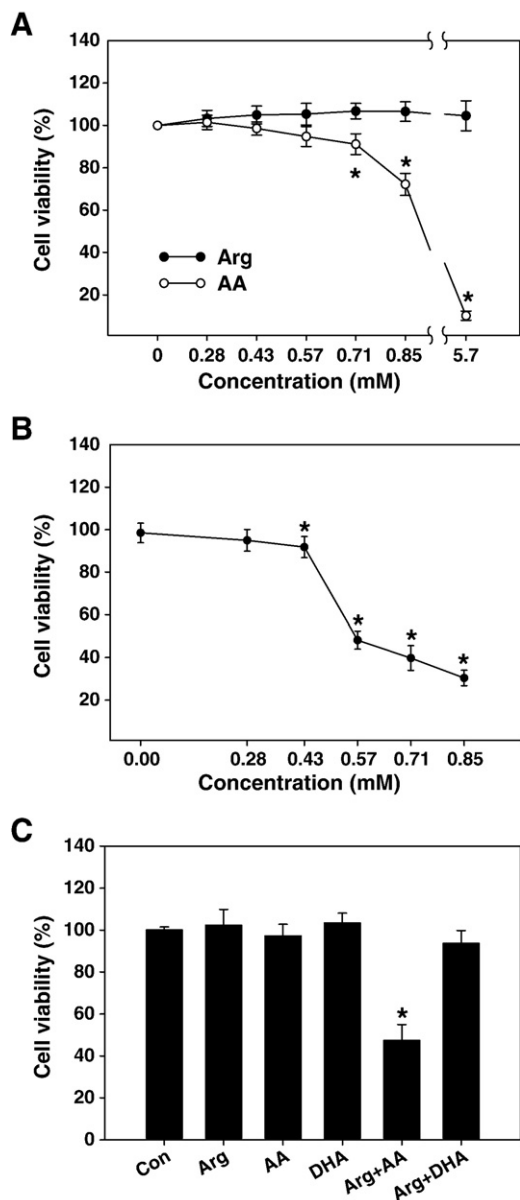 A
140
120
100
80
60
40
20
Cell viability (%)
*
*
*
Arg
AA
0 0.28 0.43 0.57 0.71 0.85 5.7
Concentration (mM)
B
140
120
100
80
60
40
20
Cell viability (%)
*
*
*
*
0.00 0.28 0.43 0.57 0.71 0.85
Concentration (mM)
C
140
120
100
80
60
40
20
0
Cell viability (%)
*
Con Arg AA DHA Arg+AA Arg+DHA